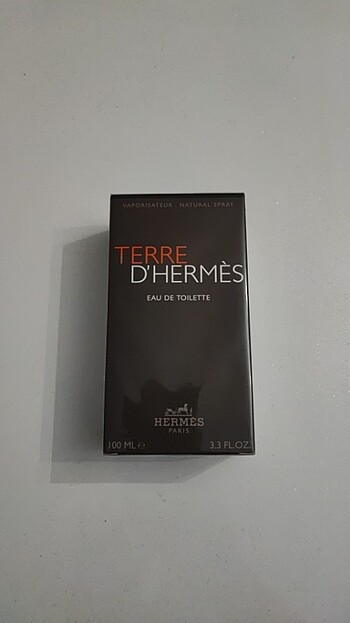 VAPORISATEUR . NATURAL SPRAY
TERRE
D'HERMÈS
EAU DE TOILETTE
HERMÈS
PARIS
100 ML ℮ 3.3 FL.OZ.